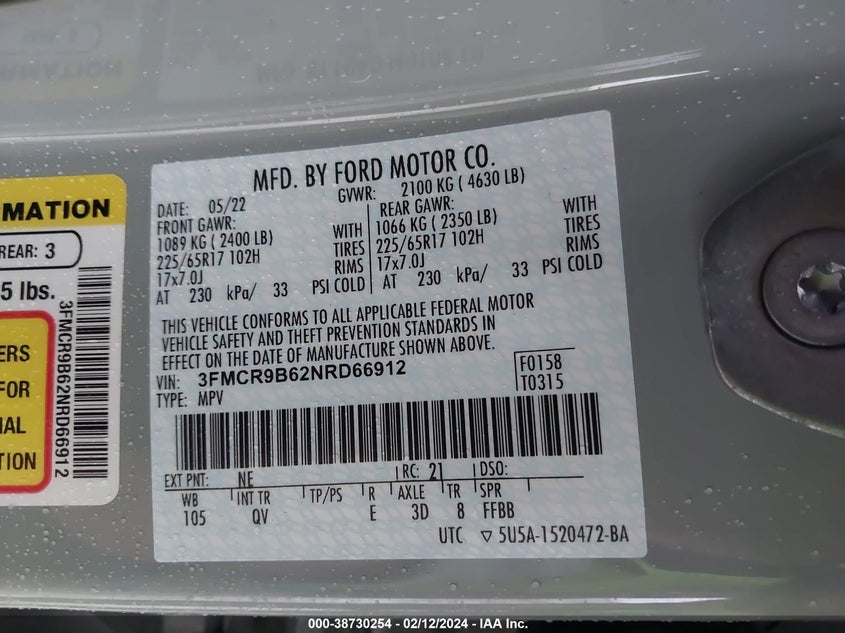 RMATION
REAR: 3
5 lbs.
ERS
FOR
AL
TION
3FMCR9B62NRD66912
MFD. BY FORD MOTOR CO.
DATE: 05/22 GVWR: 2100 KG ( 4630 LB)
FRONT GAWR: WITH REAR GAWR: WITH
1089 KG ( 2400 LB) TIRES 1066 KG ( 2350 LB) TIRES
225/65R17 102H RIMS 225/65R17 102H RIMS
17x7.0J 17x7.0J
AT 230 kPa/ 33 PSI COLD AT 230 kPa/ 33 PSI COLD
THIS VEHICLE CONFORMS TO ALL APPLICABLE FEDERAL MOTOR
VEHICLE SAFETY AND THEFT PREVENTION STANDARDS IN
EFFECT ON THE DATE OF MANUFACTURE SHOWN ABOVE.
VIN: 3FMCR9B62NRD66912 F0158
TYPE: MPV T0315
EXT PNT: NE RC: 21 DSO:
WB INT TR TP/PS R AXLE TR SPR
105 QV E 3D 8 FFBB
UTC ▽ 5U5A-1520472-BA
000-38730254 - 02/12/2024 - IAA Inc.